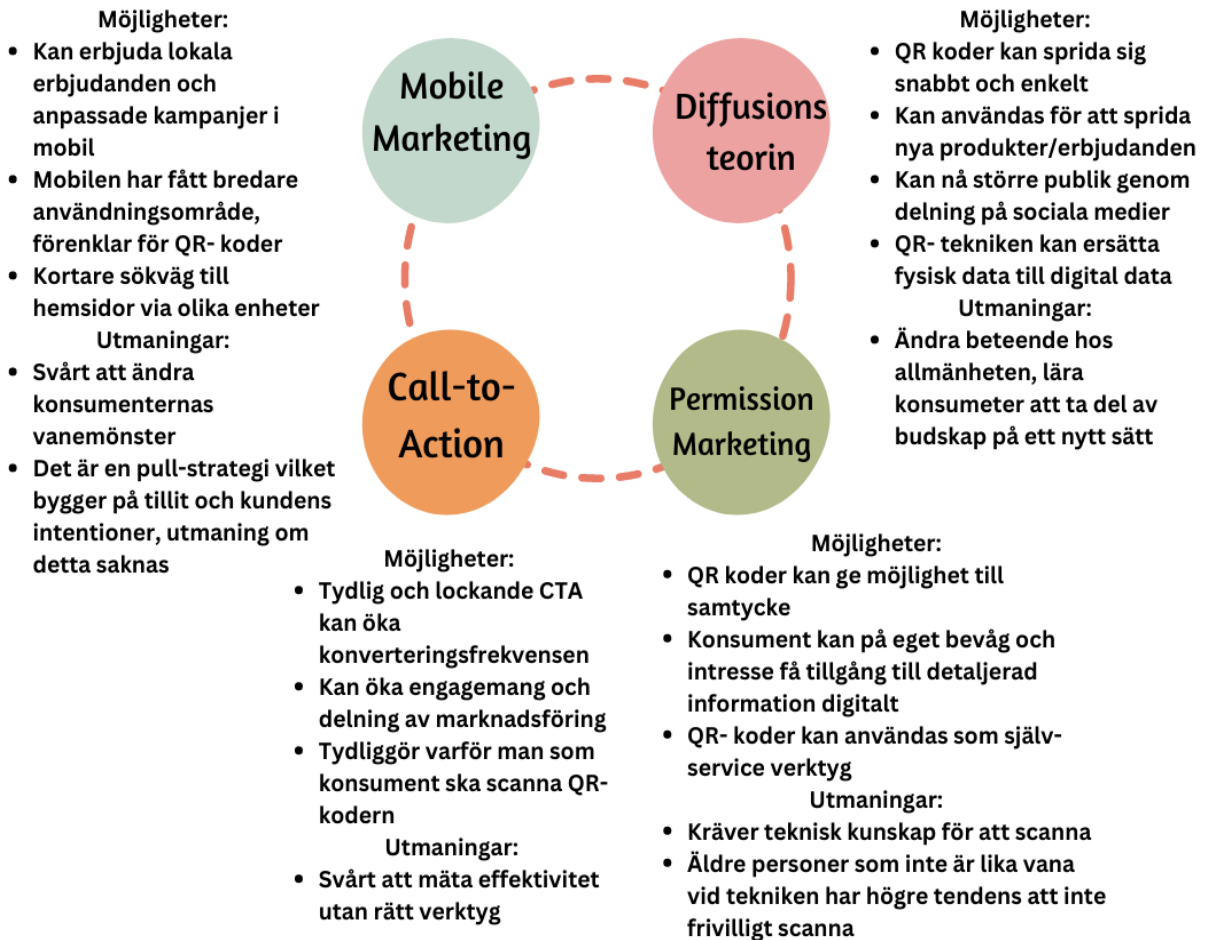 Möjligheter:
• Kan erbjuda lokala
erbjudanden och
anpassade kampanjer i
mobil
• Mobilen har fått bredare
användningsområde,
förenklar för QR- koder
• Kortare sökväg till
hemsidor via olika enheter
Utmaningar:
• Svårt att ändra
konsumenternas
vanemönster
• Det är en pull-strategi vilket
bygger på tillit och kundens
intentioner, utmaning om
detta saknas
Mobile
Marketing
Diffusions
teorin
Call-to-
Action
Permission
Marketing
Möjligheter:
• QR koder kan sprida sig
snabbt och enkelt
• Kan användas för att sprida
nya produkter/erbjudanden
• Kan nå större publik genom
delning på sociala medier
• QR- tekniken kan ersätta
fysisk data till digital data
Utmaningar:
• Ändra beteende hos
allmänheten, lära
konsumeter att ta del av
budskap på ett nytt sätt
Möjligheter:
• Tydlig och lockande CTA
kan öka
konverteringsfrekvensen
• Kan öka engagemang och
delning av marknadsföring
• Tydliggör varför man som
konsument ska scanna QR-
kodern
Utmaningar:
• Svårt att mäta effektivitet
utan rätt verktyg
Möjligheter:
• QR koder kan ge möjlighet till
samtycke
• Konsument kan på eget bevåg och
intresse få tillgång till detaljerad
information digitalt
• QR- koder kan användas som själv-
service verktyg
Utmaningar:
• Kräver teknisk kunskap för att scanna
• Äldre personer som inte är lika vana
vid tekniken har högre tendens att inte
frivilligt scanna